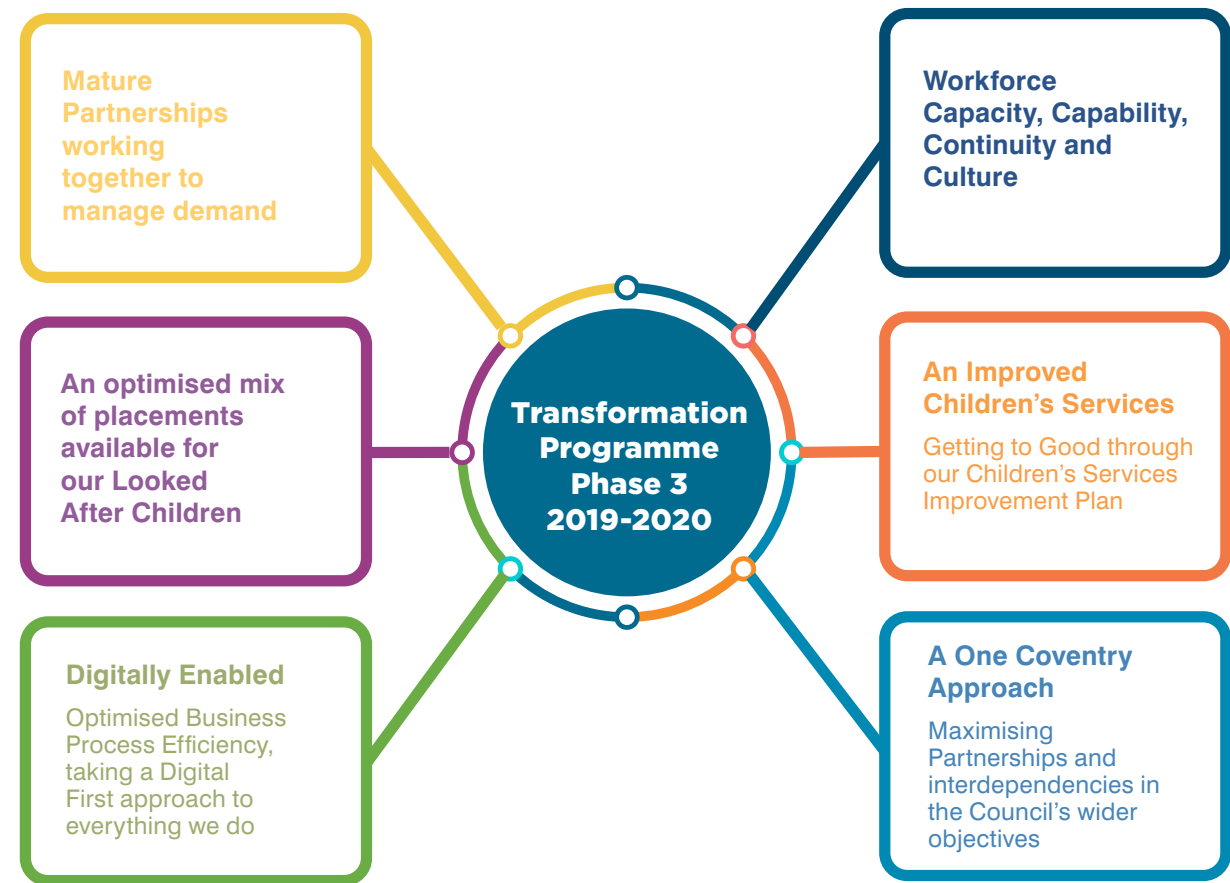 Mature
Partnerships
working
together to
manage demand
An optimised mix
of placements
available for
our Looked
After Children
Digitally Enabled
Optimised Business
Process Efficiency,
taking a Digital
First approach to
everything we do
Transformation
Programme
Phase 3
2019-2020
Workforce
Capacity, Capability,
Continuity and
Culture
An Improved
Children’s Services
Getting to Good through
our Children’s Services
Improvement Plan
A One Coventry
Approach
Maximising
Partnerships and
interdependencies in
the Council’s wider
objectives